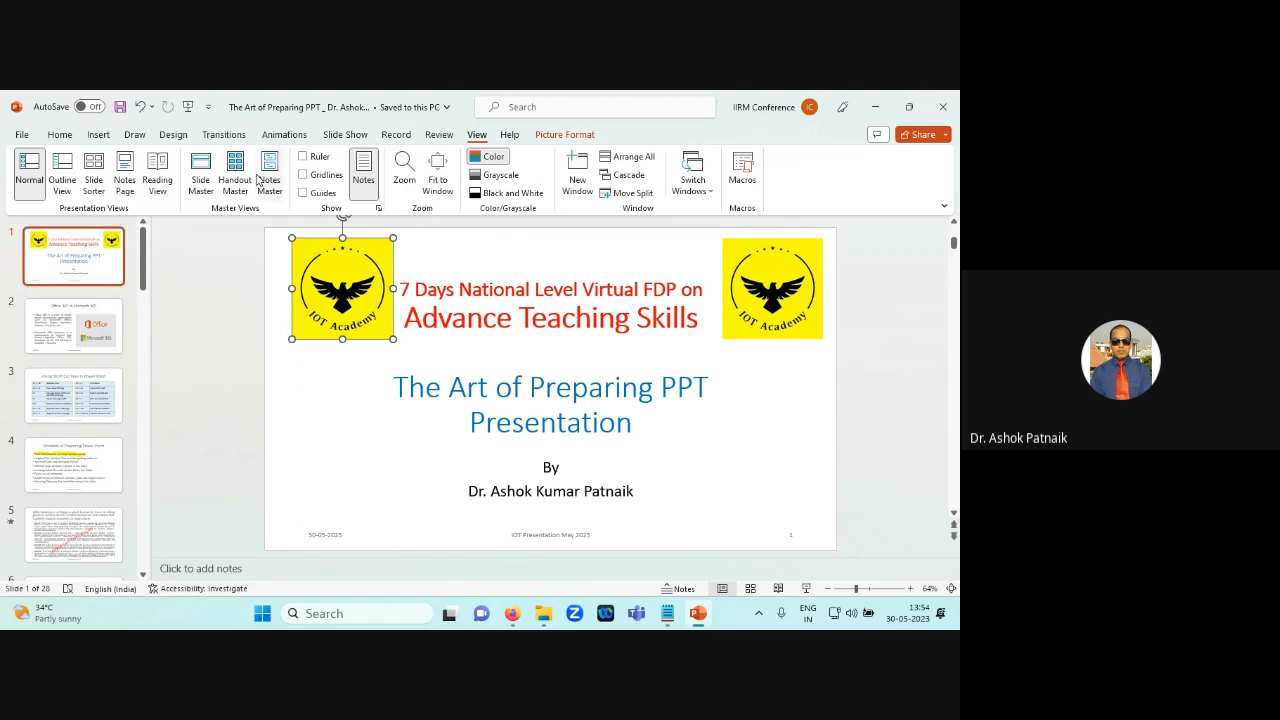 AutoSave Off
The Art of Preparing PPT _ Dr. Ashok... • Saved to this PC
Search
IIRM Conference IC
File Home Insert Draw Design Transitions Animations Slide Show Record Review View Help Picture Format
Share
Normal
Outline View
Slide Sorter
Notes Page
Reading View
Presentation Views
Slide Master
Handout Master
Notes Master
Master Views
Ruler
Gridlines
Guides
Show
Notes
Zoom
Fit to Window
Zoom
Color
Grayscale
Black and White
Color/Grayscale
New Window
Arrange All
Cascade
Move Split
Window
Switch Windows
Macros
Macros
1
2
3
4
5
IOT Academy
7 Days National Level Virtual FDP on
Advance Teaching Skills
IOT Academy
The Art of Preparing PPT
Presentation
By
Dr. Ashok Kumar Patnaik
30-05-2023 IOT Presentation May 2023 1
Click to add notes
Slide 1 of 28 English (India) Accessibility: Investigate Notes 64%
34°C
Partly sunny
Search
ENG
IN
13:54
30-05-2023
Dr. Ashok Patnaik